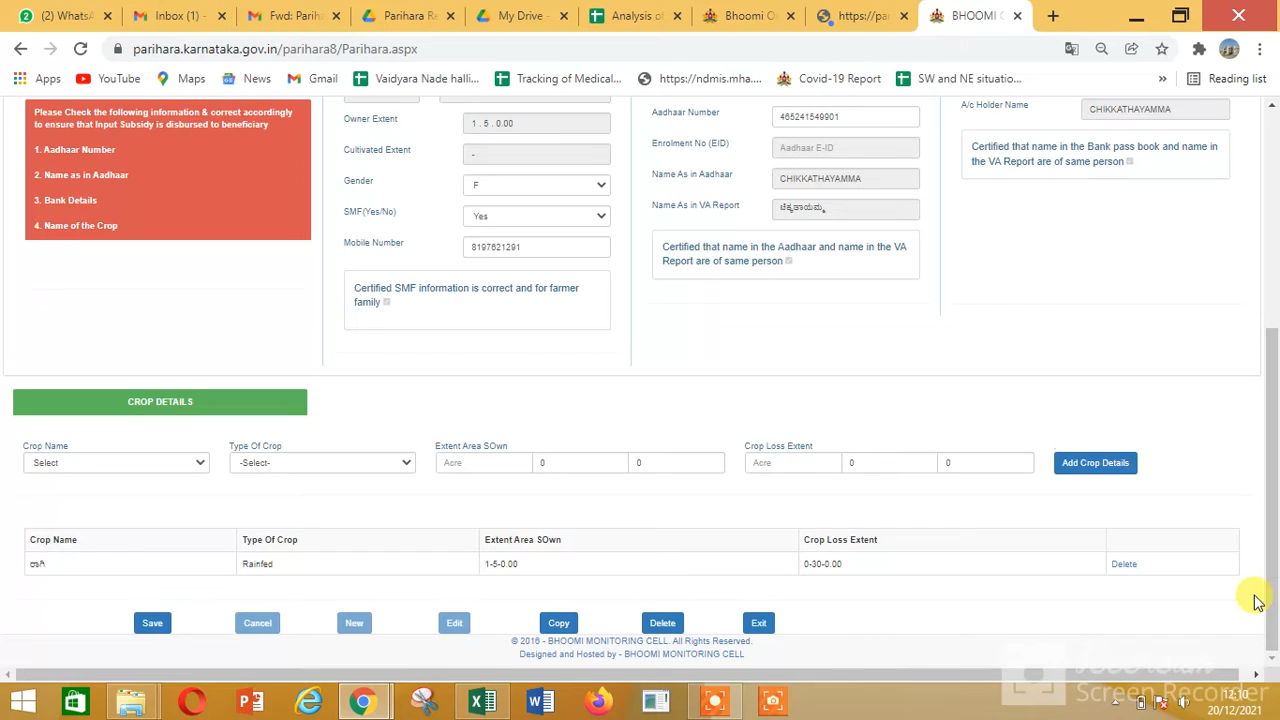 2 (2) WhatsA
Inbox (1)
Fwd: Parihara
Parihara Re
My Drive -
Analysis of
Bhoomi O
https://par
BHOOMI C
parihara.karnataka.gov.in/parihara8/Parihara.aspx
Apps
YouTube
Maps
News
Gmail
Vaidyara Nade halli...
Tracking of Medical...
https://ndmis.mha....
Covid-19 Report
SW and NE situatio...
»
Reading list
Please Check the following information & correct accordingly
to ensure that Input Subsidy is disbursed to beneficiary
1. Aadhaar Number
2. Name as in Aadhaar
3. Bank Details
4. Name of the Crop
Owner Extent 1 . 5 . 0.00
Cultivated Extent -
Gender F
SMF(Yes/No) Yes
Mobile Number 8197621291
Certified SMF information is correct and for farmer
family
Aadhaar Number 465241549901
Enrolment No (EID) Aadhaar E-ID
Name As in Aadhaar CHIKKATHAYAMMA
Name As in VA Report ಚಿಕ್ಕತಾಯಮ್ಮ
Certified that name in the Aadhaar and name in the VA
Report are of same person
A/c Holder Name CHIKKATHAYAMMA
Certified that name in the Bank pass book and name in
the VA Report are of same person
CROP DETAILS
Crop Name Type Of Crop Extent Area SOwn Crop Loss Extent
Select -Select- Acre 0 0 Acre 0 0 Add Crop Details
Crop Name Type Of Crop Extent Area SOwn Crop Loss Extent
ರಾಗಿ Rainfed 1-5-0.00 0-30-0.00 Delete
Save Cancel New Edit Copy Delete Exit
© 2016 - BHOOMI MONITORING CELL. All Rights Reserved.
Designed and Hosted by - BHOOMI MONITORING CELL
Screen Recorder
12:10
20/12/2021